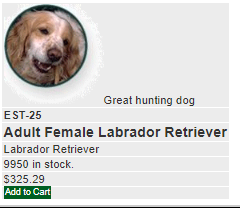 Great hunting dog
EST-25
Adult Female Labrador Retriever
Labrador Retriever
9950 in stock.
$325.29
Add to Cart